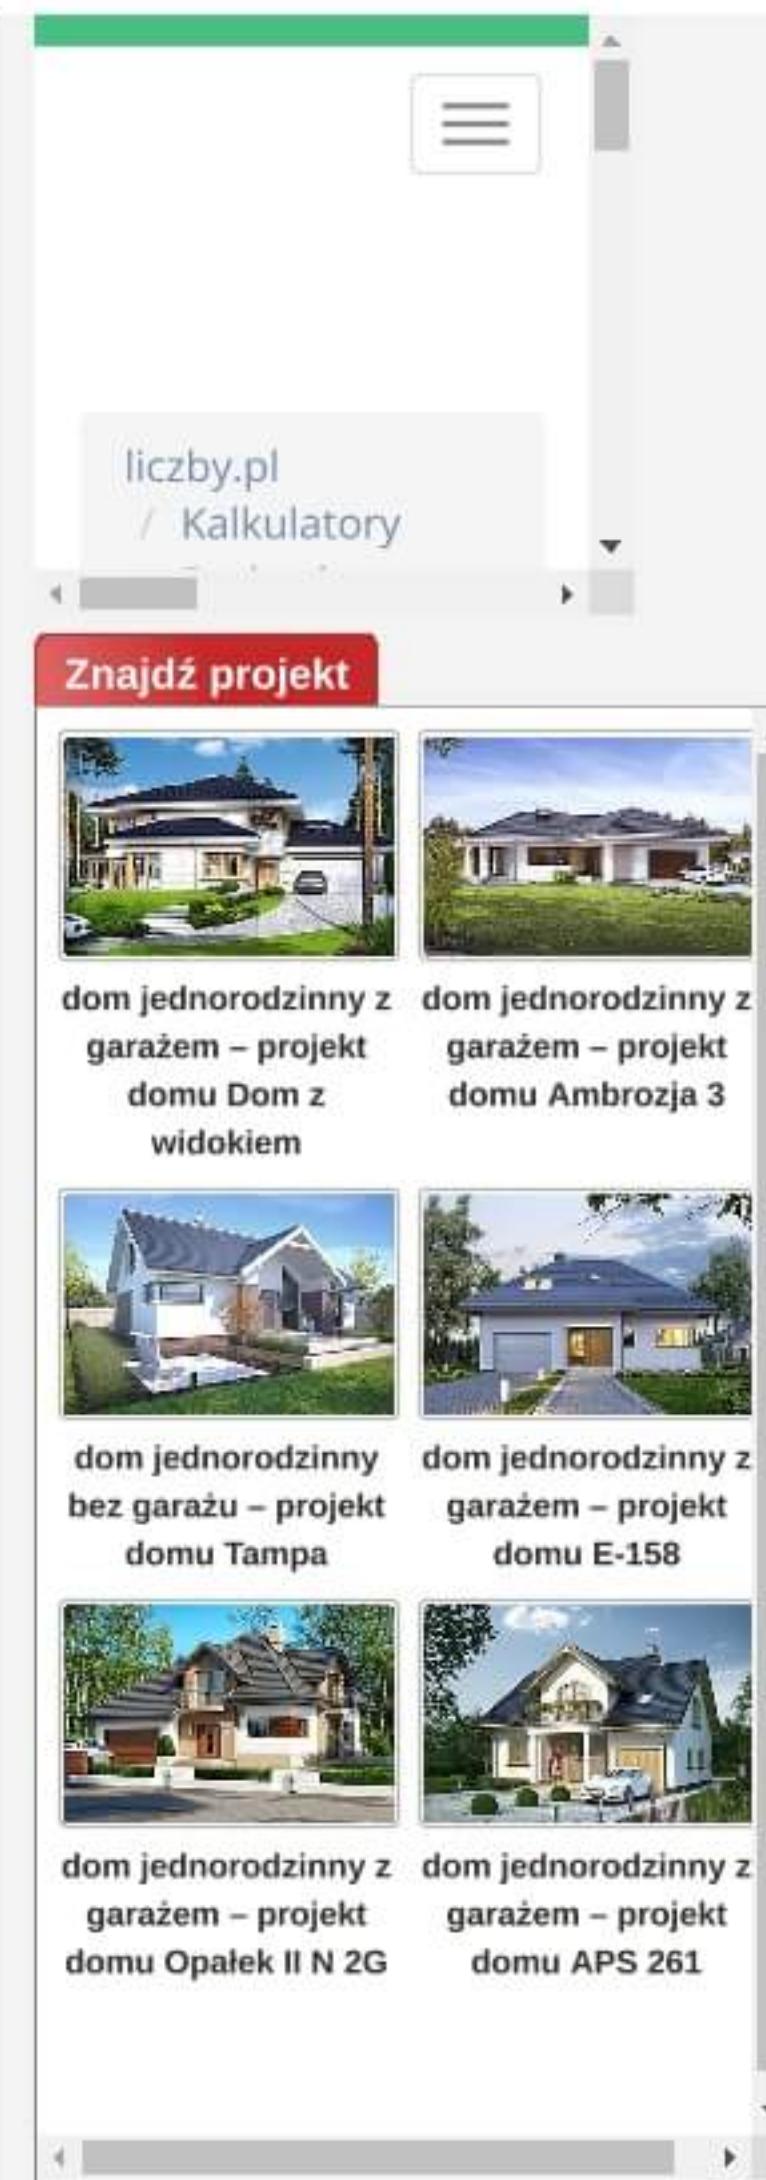 liczby.pl
/ Kalkulatory
Znajdź projekt
dom jednorodzinny z
garażem – projekt
domu Dom z
widokiem
dom jednorodzinny z
garażem – projekt
domu Ambrozja 3
dom jednorodzinny
bez garażu – projekt
domu Tampa
dom jednorodzinny z
garażem – projekt
domu E-158
dom jednorodzinny z
garażem – projekt
domu Opałek II N 2G
dom jednorodzinny z
garażem – projekt
domu APS 261